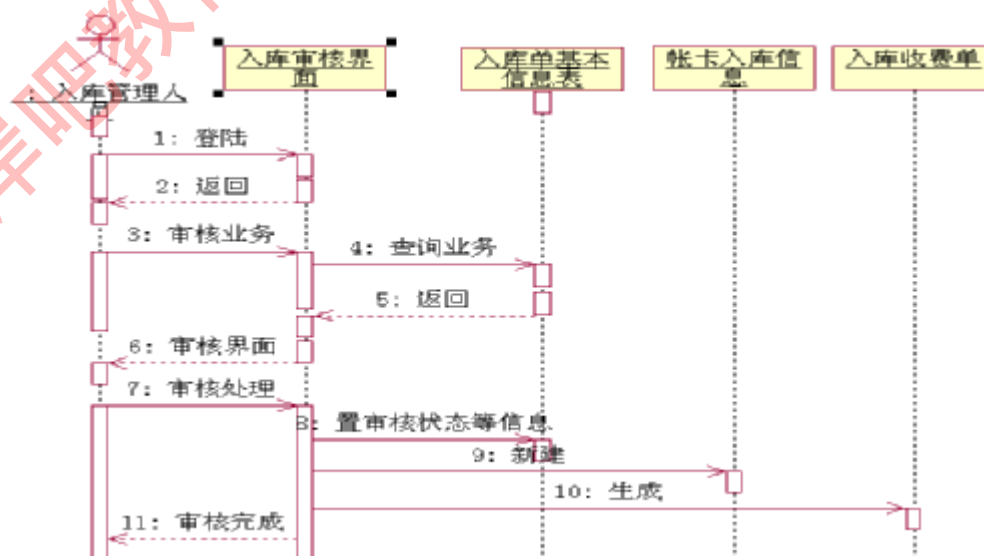 入库审核界
面
入库单基本
信息表
帐卡入库信
息
入库收费单
: 入库管理人
1: 登陆
2: 返回
3: 审核业务
4: 查询业务
5: 返回
6: 审核界面
7: 审核处理
8: 置审核状态等信息
9: 新建
10: 生成
11: 审核完成